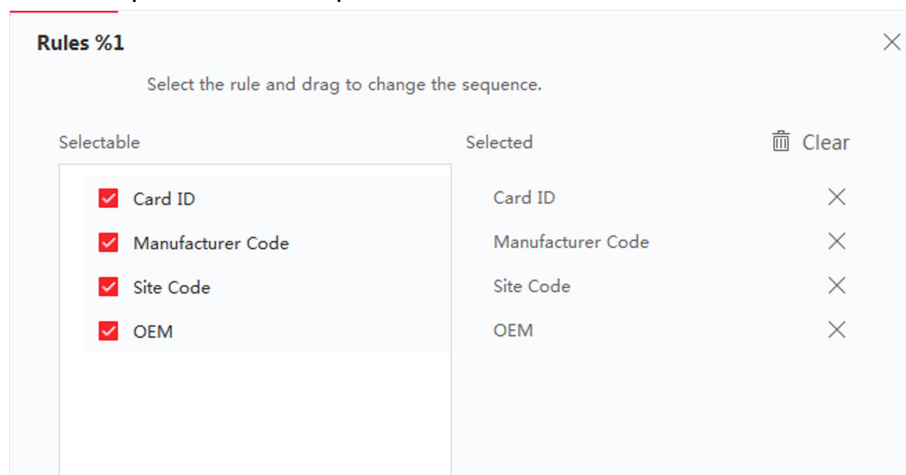 Rules %1
Select the rule and drag to change the sequence.
Selectable
Selected
Clear
Card ID
Manufacturer Code
Site Code
OEM
Card ID
Manufacturer Code
Site Code
OEM